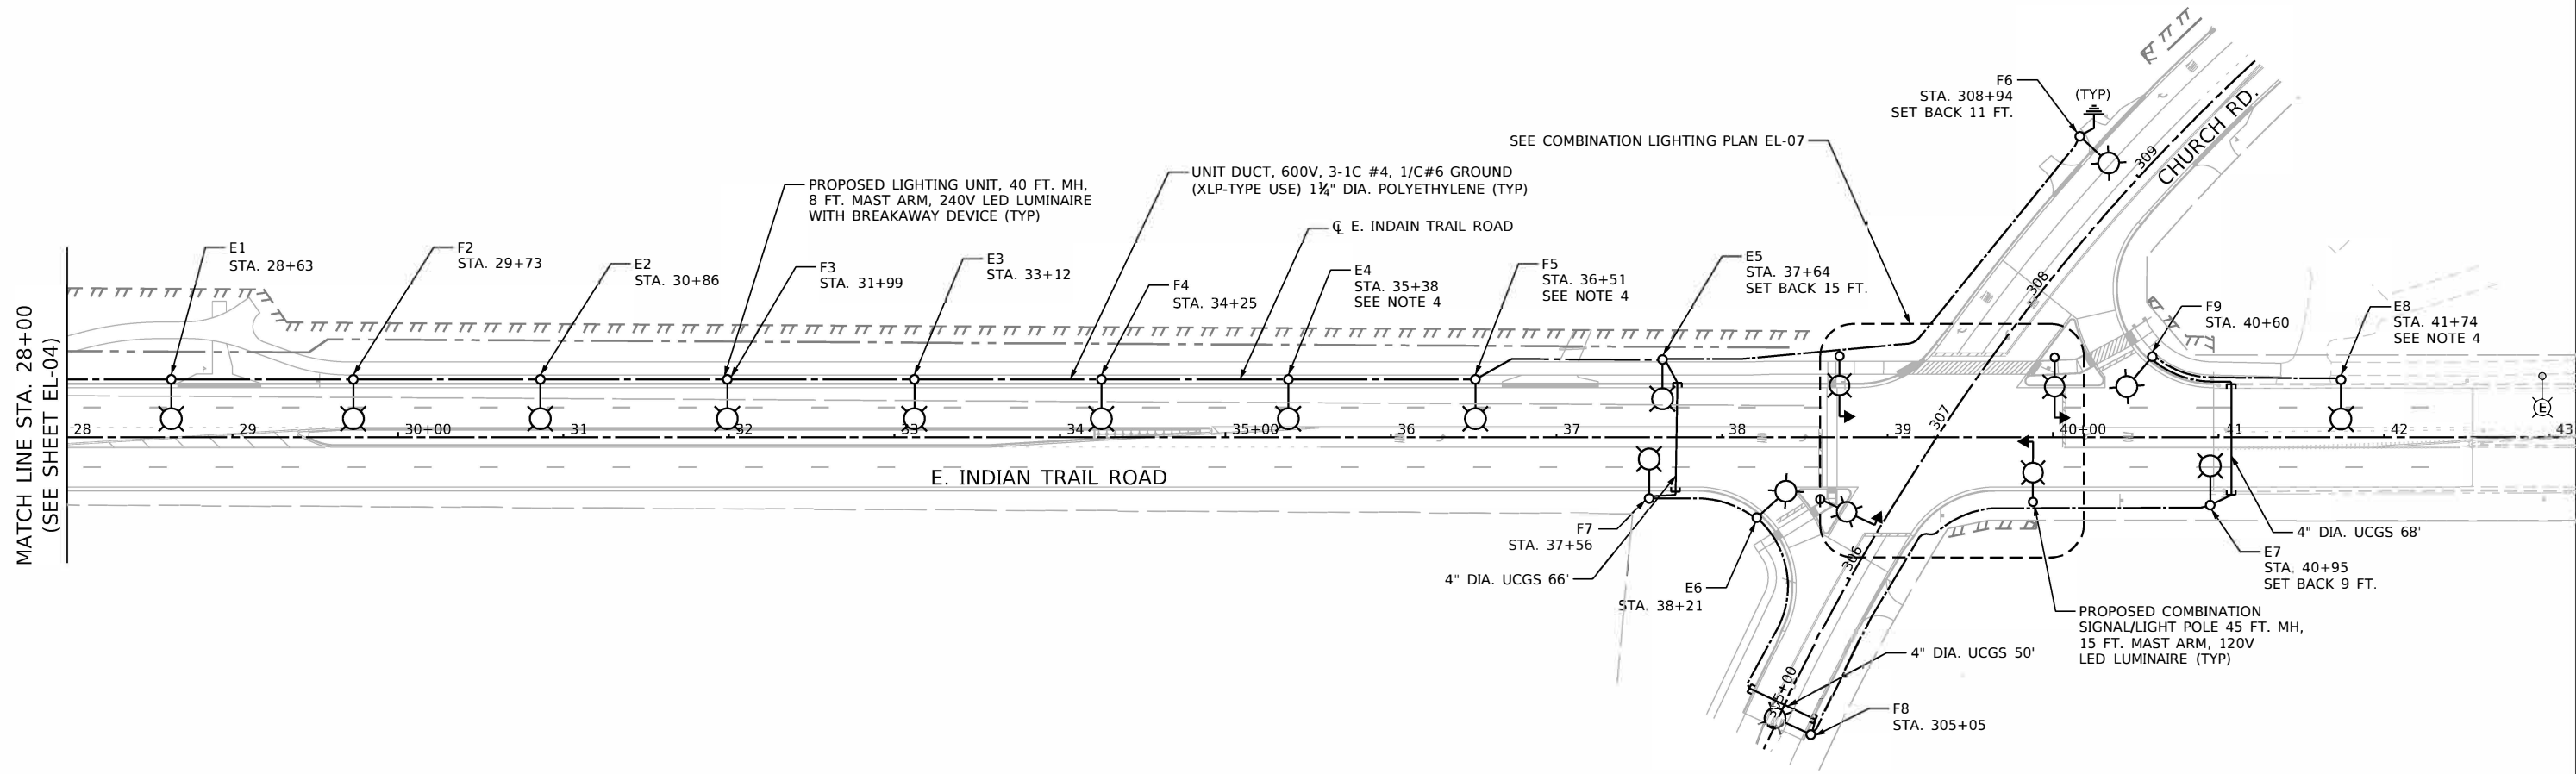 MATCH LINE STA. 28+00
(SEE SHEET EL-04)
E1
STA. 28+63
F2
STA. 29+73
E2
STA. 30+86
PROPOSED LIGHTING UNIT, 40 FT. MH,
8 FT. MAST ARM, 240V LED LUMINAIRE
WITH BREAKAWAY DEVICE (TYP)
F3
STA. 31+99
E3
STA. 33+12
UNIT DUCT, 600V, 3-1C #4, 1/C#6 GROUND
(XLP-TYPE USE) 1¼" DIA. POLYETHYLENE (TYP)
F4
STA. 34+25
℄ E. INDAIN TRAIL ROAD
E4
STA. 35+38
SEE NOTE 4
F5
STA. 36+51
SEE NOTE 4
SEE COMBINATION LIGHTING PLAN EL-07
E5
STA. 37+64
SET BACK 15 FT.
F6
STA. 308+94
SET BACK 11 FT.
(TYP)
CHURCH RD.
309
308
307
306
305+00
F9
STA. 40+60
E8
STA. 41+74
SEE NOTE 4
E
28
29
30+00
31
32
33
34
35+00
36
37
38
39
40+00
41
42
43
E. INDIAN TRAIL ROAD
F7
STA. 37+56
4" DIA. UCGS 66'
E6
STA. 38+21
4" DIA. UCGS 68'
E7
STA. 40+95
SET BACK 9 FT.
PROPOSED COMBINATION
SIGNAL/LIGHT POLE 45 FT. MH,
15 FT. MAST ARM, 120V
LED LUMINAIRE (TYP)
4" DIA. UCGS 50'
F8
STA. 305+05